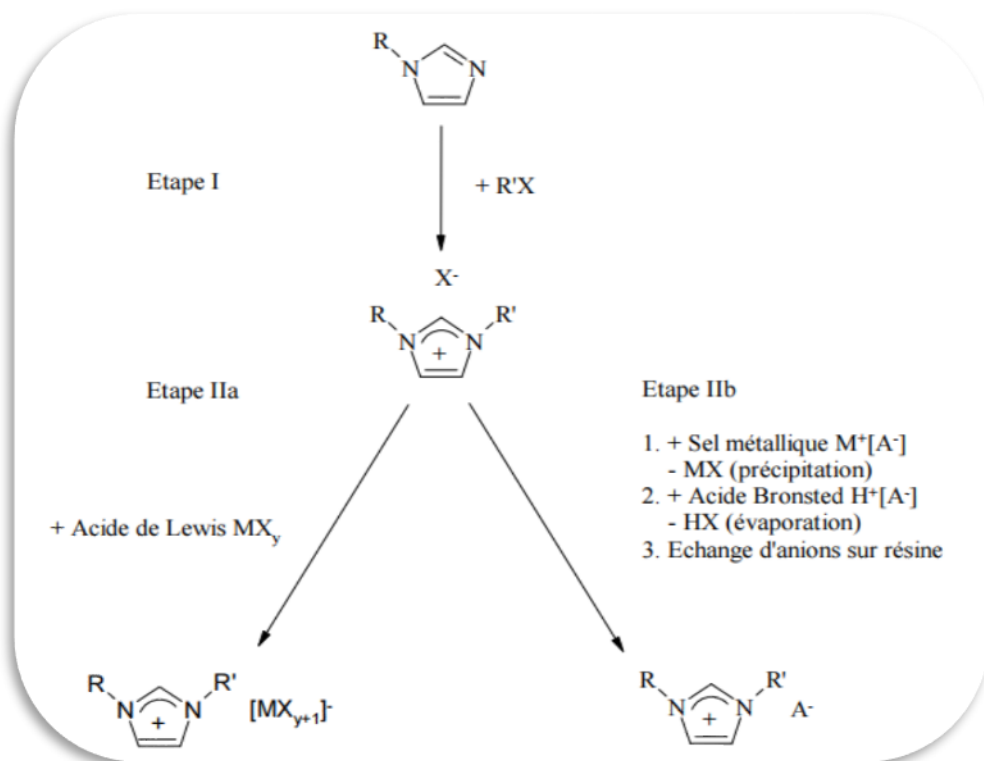 R
N
N
Etape I
+ R'X
X-
R
R'
N
N
+
Etape IIa
Etape IIb
1. + Sel métallique M+[A-]
- MX (précipitation)
2. + Acide Bronsted H+[A-]
- HX (évaporation)
3. Echange d'anions sur résine
+ Acide de Lewis MXy
R
R'
N
N
+
[MXy+1]-
R
R'
N
N
+
A-